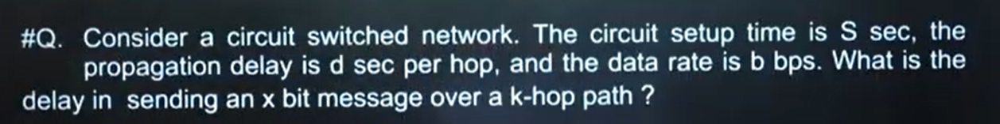 #Q. Consider a circuit switched network. The circuit setup time is S sec, the
propagation delay is d sec per hop, and the data rate is b bps. What is the
delay in sending an x bit message over a k-hop path ?